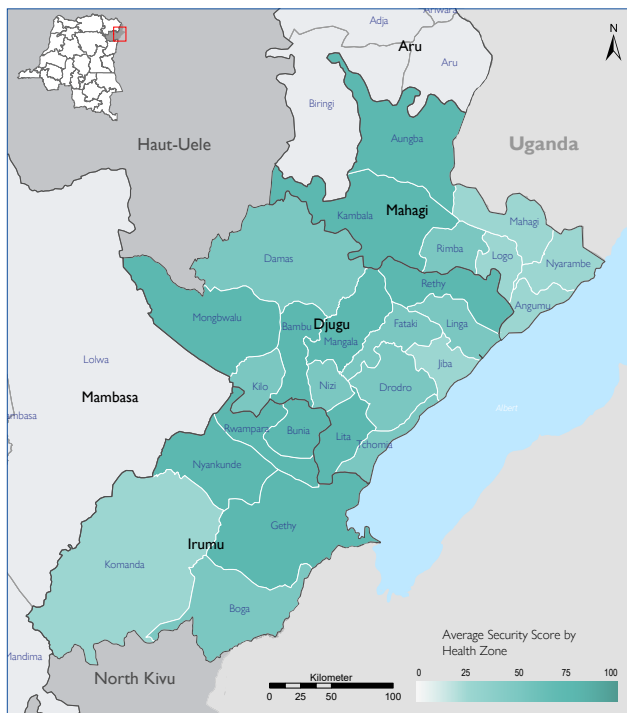 Ariwara
Adja
Aru
Aru
Biringi
N
Haut-Uele
Aungba
Uganda
Kambala
Mahagi
Mahagi
Rimba
Logo
Nyarambe
Damas
Rethy
Angumu
Mongbwalu
Bambu
Djugu
Fataki
Linga
Mangala
Jiba
Lolwa
Kilo
Nizi
Drodro
Mambasa
Albert
ambasa
Rwampara
Bunia
Lita
Tchomia
Nyankunde
Gethy
Irumu
Komanda
Boga
Mandima
North Kivu
Average Security Score by
Health Zone
Kilometer
0 25 50 100
0 25 50 75 100